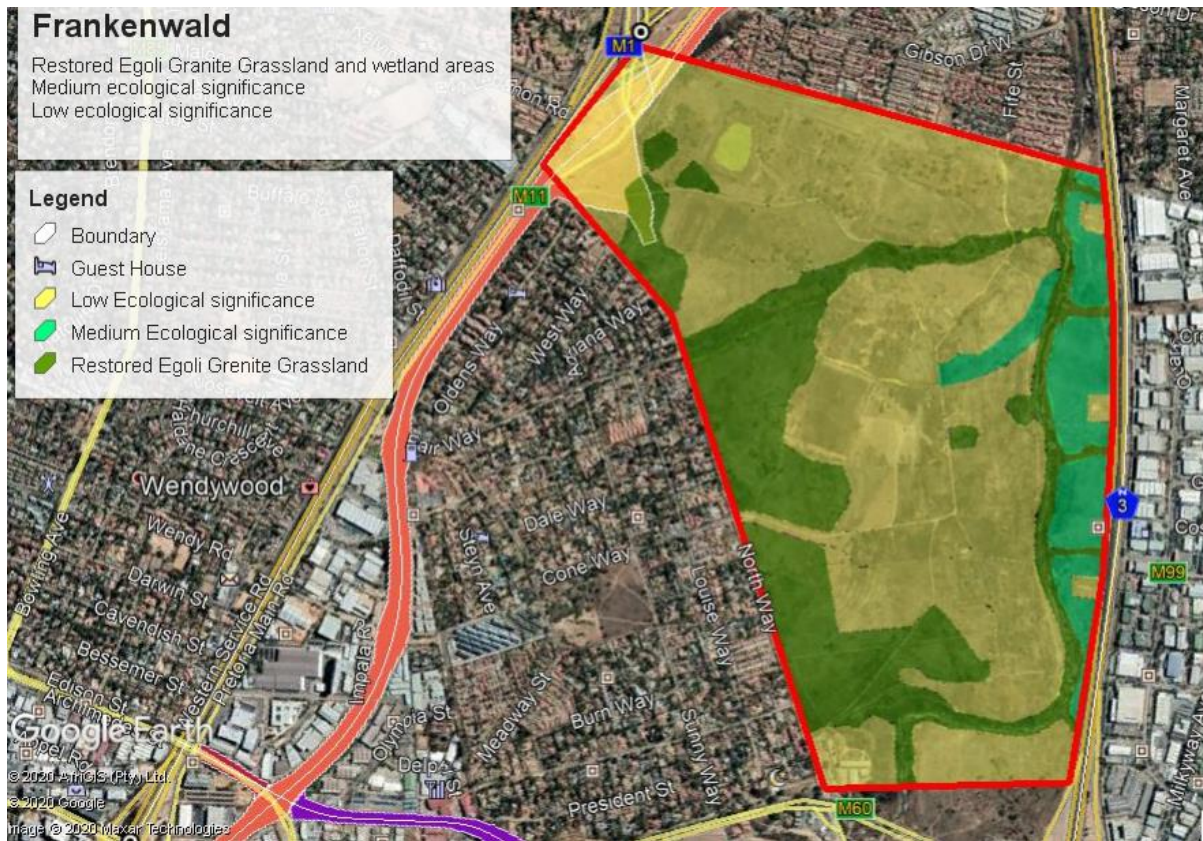 Frankenwald
Restored Egoli Granite Grassland and wetland areas
Medium ecological significance
Low ecological significance
Legend
Boundary
Guest House
Low Ecological significance
Medium Ecological significance
Restored Egoli Grenite Grassland
M1
Gibson Dr W
Fife St
Margaret Ave
M11
Daffodil St
West Way
Oldens Way
Fair Way
Churchill Ave
Haldene Crescent
Wendywood
Wendy Rd
Darwin St
Cavendish St
Bessemer St
Edison St
Bowling Ave
Western Service Rd
Pretoria Main Rd
Impala Rd
Dale Way
Cone Way
Steyn Ave
Louise Way
North Way
Meadway St
Burn Way
Sunny Way
President St
Olympia St
3
M99
M60
Milkyway
Google Earth
© 2020 AfriGIS (Pty) Ltd.
© 2020 Google
Image © 2020 Maxar Technologies